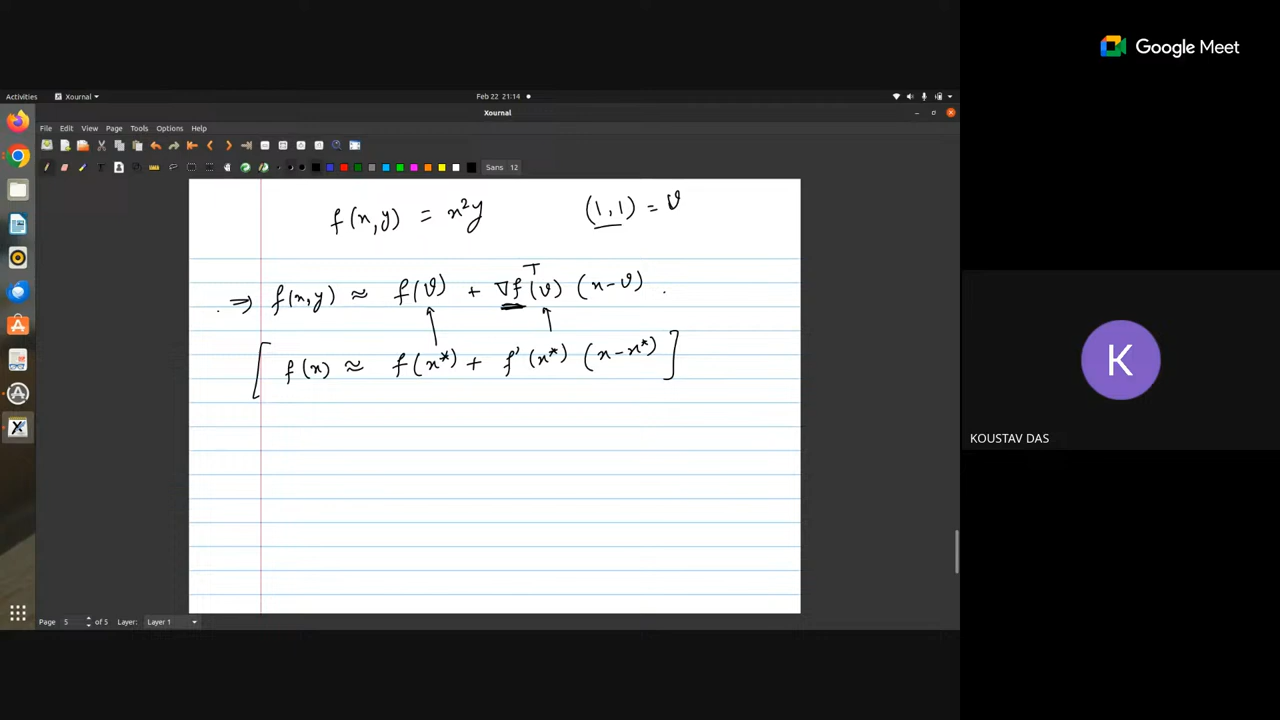 Google Meet
Activities Xournal Feb 22 21:14
Xournal
File Edit View Page Tools Options Help
Sans 12
f(x,y) = x²y (1,1) = v
⇒ f(x,y) ≈ f(v) + ∇fᵀ(v) (x-v) .
[ f(x) ≈ f(x*) + f'(x*) (x-x*) ]
K
KOUSTAV DAS
Page 5 of 5 Layer: Layer 1